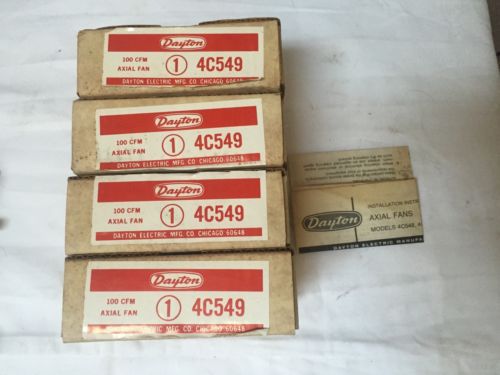 Dayton
100 CFM
AXIAL FAN
1
4C549
DAYTON ELECTRIC MFG CO CHICAGO 60648
Dayton
100 CFM
AXIAL FAN
1
4C549
DAYTON ELECTRIC MFG. CO. CHICAGO 60648
Dayton
100 CFM
AXIAL FAN
1
4C549
DAYTON ELECTRIC MFG. CO. CHICAGO 60648
Dayton
100 CFM
AXIAL FAN
1
4C549
MFG. CO. CHICAGO 60648
INSTALLATION INSTR
Dayton
AXIAL FANS
MODELS 4C548, 4
DAYTON ELECTRIC MANUFA